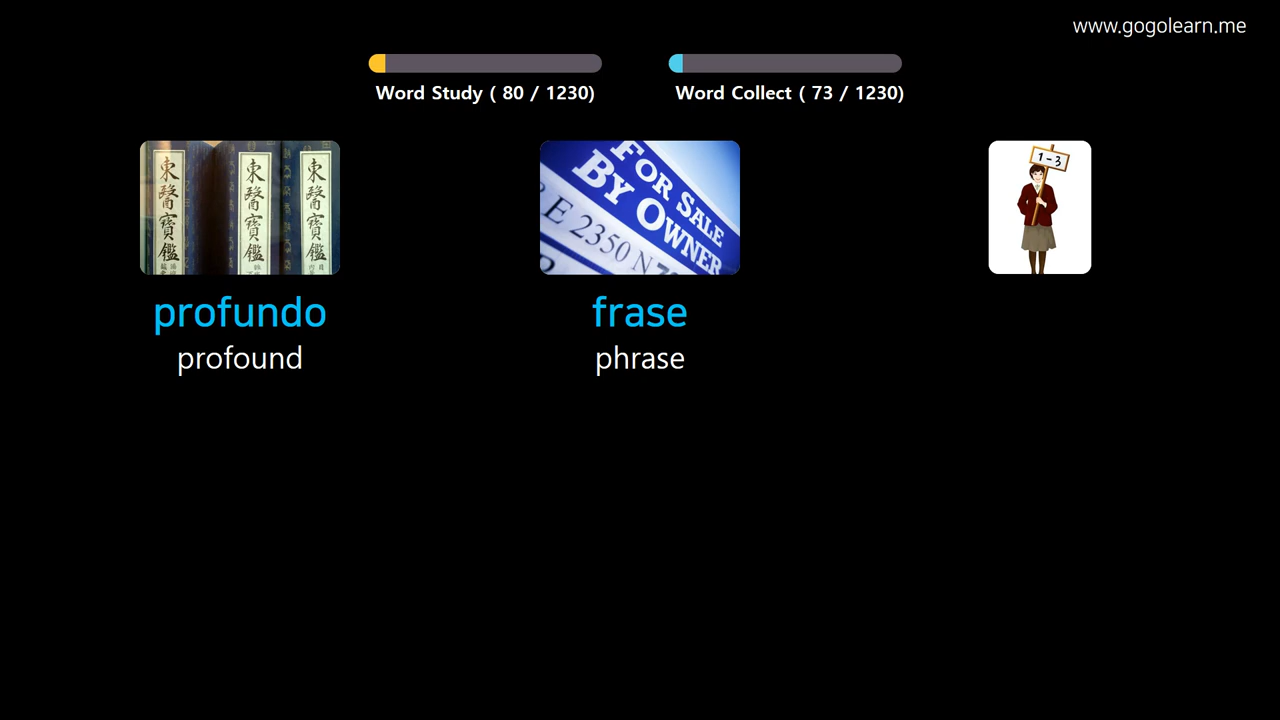 www.gogolearn.me
Word Study ( 80 / 1230)
Word Collect ( 73 / 1230)
東醫寶鑑
東醫寶鑑
東醫寶鑑
FOR SALE
BY OWNER
E 2350 N
1-3
profundo
frase
profound
phrase